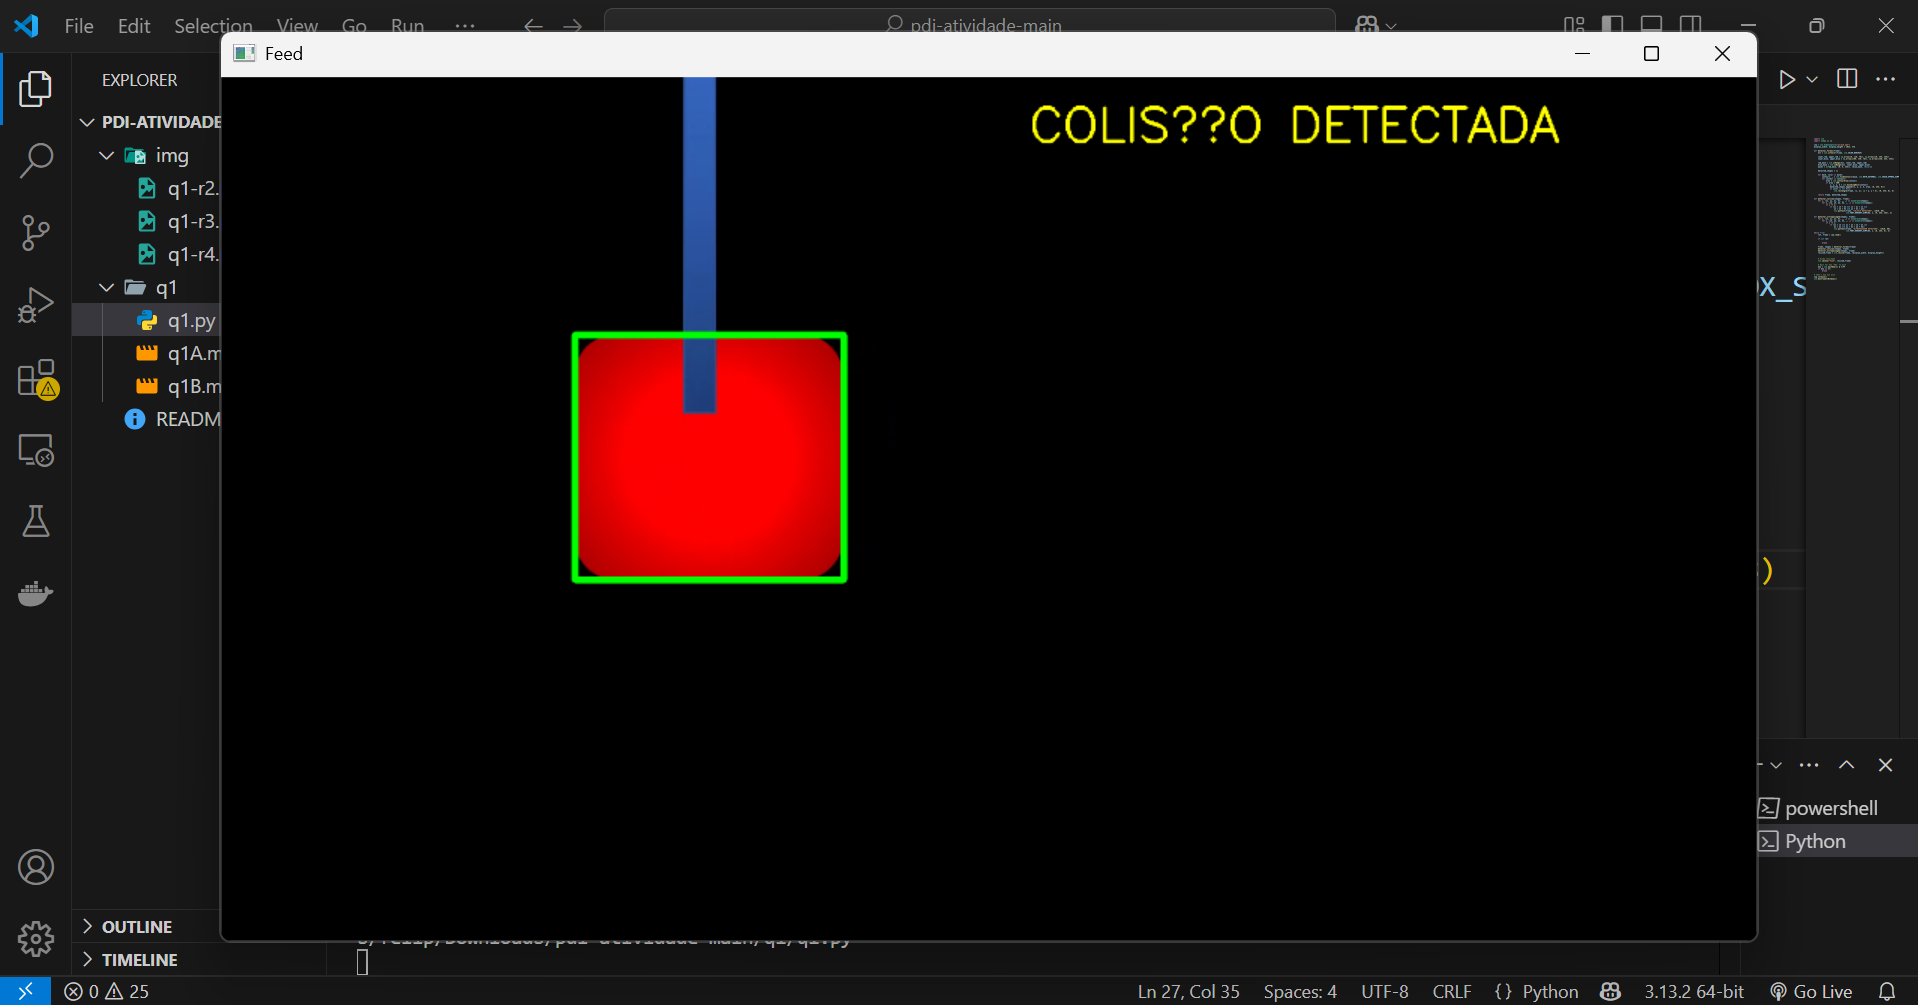 File Edit Selection View Go Run ···
pdi-atividade-main
Feed
EXPLORER
PDI-ATIVIDADE
img
q1-r2.
q1-r3.
q1-r4.
q1
q1.py
q1A.m
q1B.m
READM
COLIS??O DETECTADA
X_S
)
powershell
Python
OUTLINE
TIMELINE
0 25
Ln 27, Col 35 Spaces: 4 UTF-8 CRLF {} Python 3.13.2 64-bit Go Live